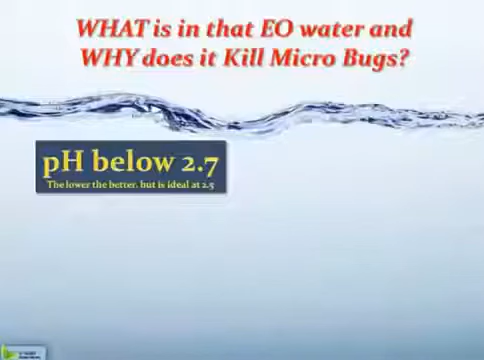 WHAT is in that EO water and
WHY does it Kill Micro Bugs?
pH below 2.7
The lower the better, but is ideal at 2.5